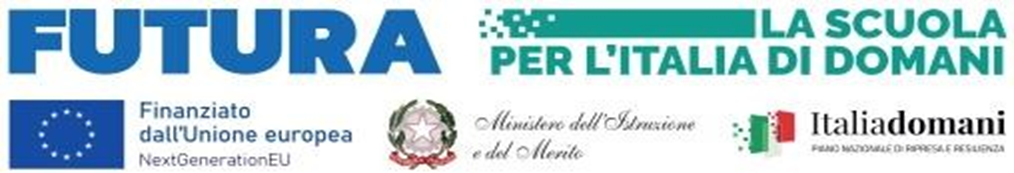 FUTURA
LA SCUOLA
PER L'ITALIA DI DOMANI
Finanziato
dall'Unione europea
NextGenerationEU
Ministero dell'Istruzione
e del Merito
Italiadomani
PIANO NAZIONALE DI RIPRESA E RESILIENZA